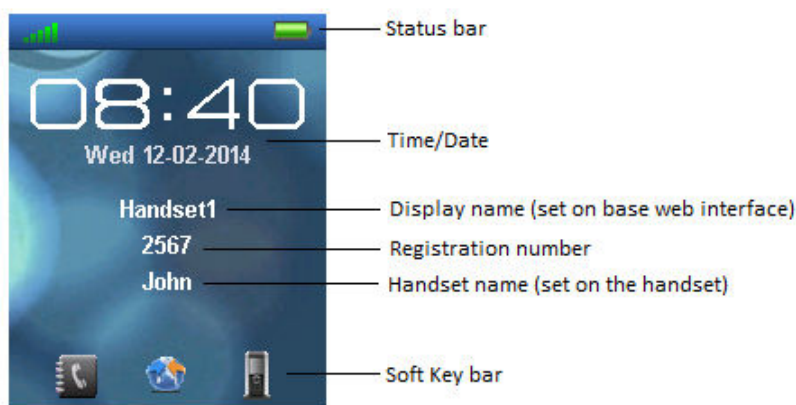 Status bar
08:40
Wed 12-02-2014
Time/Date
Handset1
Display name (set on base web interface)
2567
Registration number
John
Handset name (set on the handset)
Soft Key bar